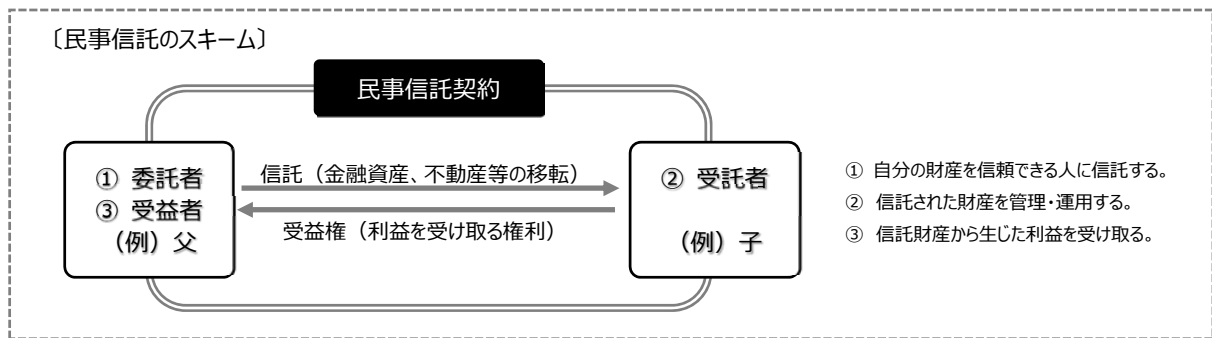 〔民事信託のスキーム〕
民事信託契約
① 委託者
③ 受益者
（例）父
信託（金融資産、不動産等の移転）
受益権（利益を受け取る権利）
② 受託者
（例）子
① 自分の財産を信頼できる人に信託する。
② 信託された財産を管理・運用する。
③ 信託財産から生じた利益を受け取る。